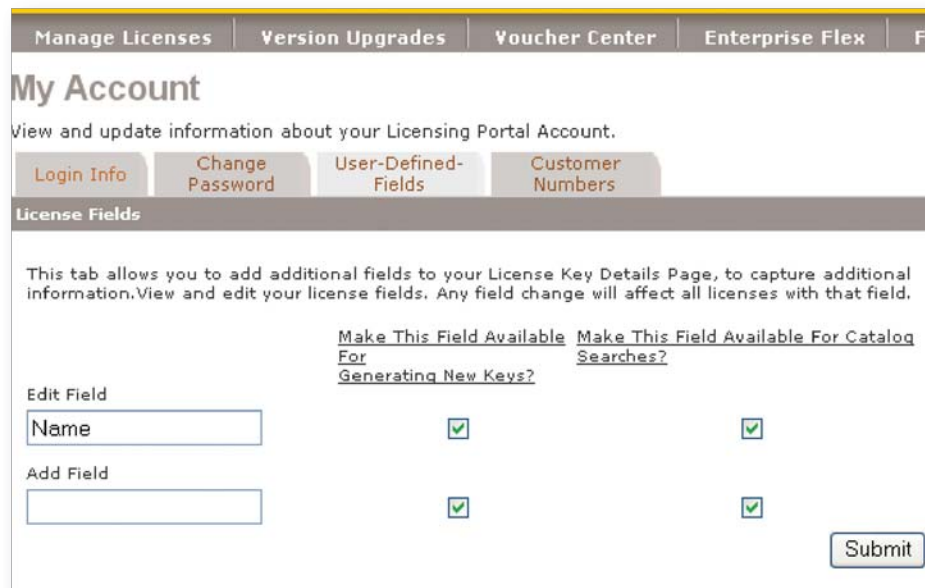 Manage Licenses Version Upgrades Voucher Center Enterprise Flex F
My Account
View and update information about your Licensing Portal Account.
Login Info
Change
Password
User-Defined-
Fields
Customer
Numbers
License Fields
This tab allows you to add additional fields to your License Key Details Page, to capture additional
information.View and edit your license fields. Any field change will affect all licenses with that field.
Make This Field Available
For
Generating New Keys?
Make This Field Available For Catalog
Searches?
Edit Field
Name
Add Field
Submit